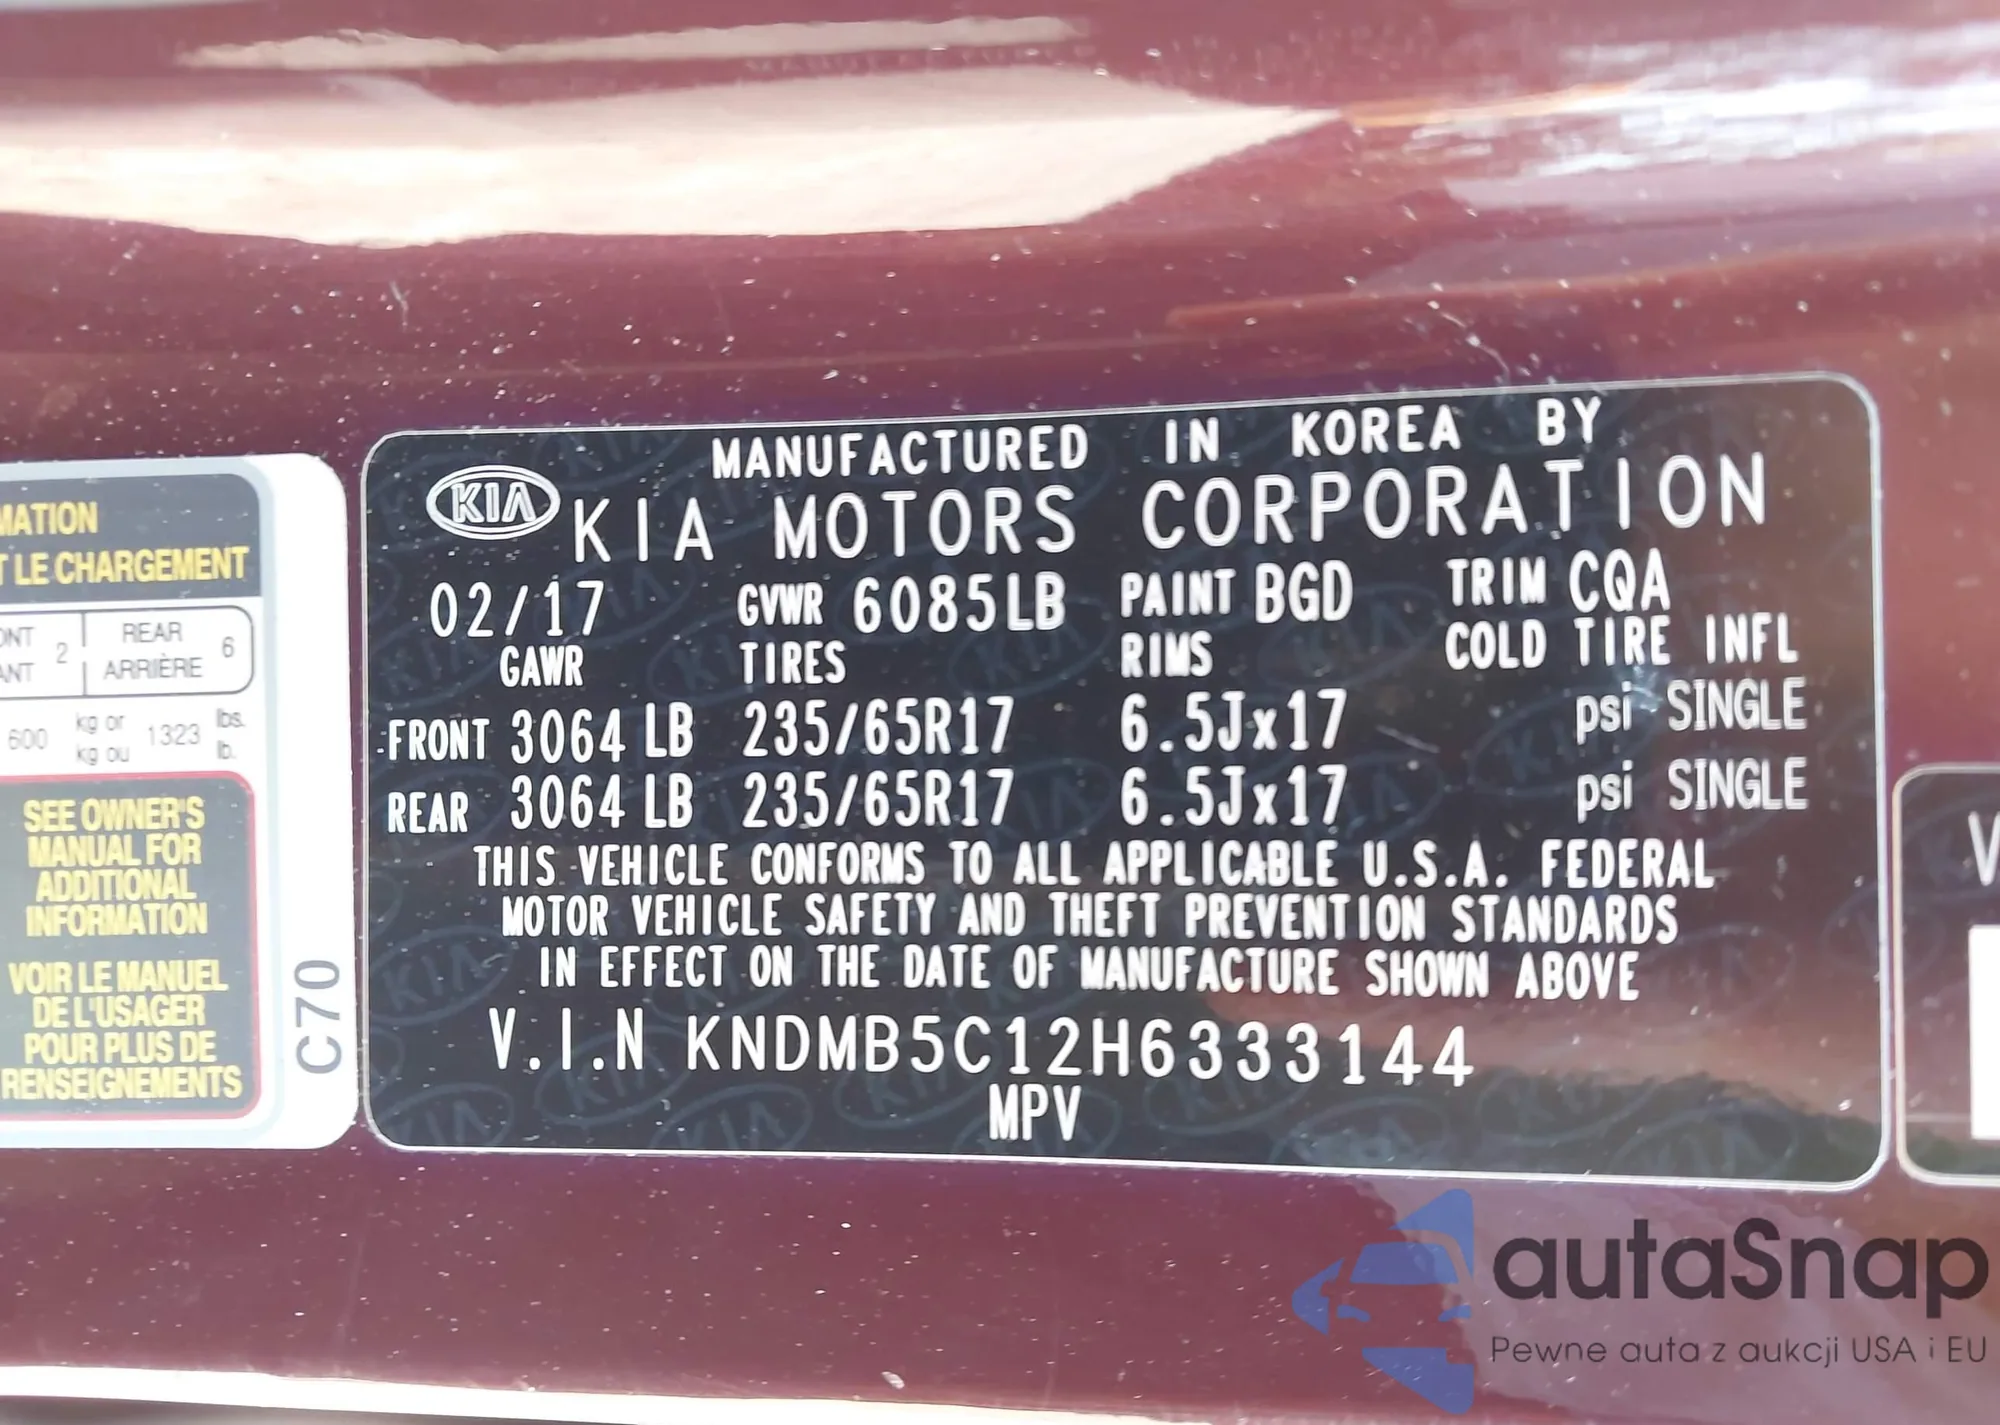 MATION
T LE CHARGEMENT
ONT 2 REAR 6
ANT ARRIÈRE
600 kg or 1323 lbs.
kg ou lb.
SEE OWNER'S
MANUAL FOR
ADDITIONAL
INFORMATION
VOIR LE MANUEL
DE L'USAGER
POUR PLUS DE
RENSEIGNEMENTS
C70
MANUFACTURED IN KOREA BY
KIA KIA MOTORS CORPORATION
02/17 GVWR 6085LB PAINT BGD TRIM CQA
GAWR TIRES RIMS COLD TIRE INFL
FRONT 3064 LB 235/65R17 6.5Jx17 psi SINGLE
REAR 3064 LB 235/65R17 6.5Jx17 psi SINGLE
THIS VEHICLE CONFORMS TO ALL APPLICABLE U.S.A. FEDERAL
MOTOR VEHICLE SAFETY AND THEFT PREVENTION STANDARDS
IN EFFECT ON THE DATE OF MANUFACTURE SHOWN ABOVE
V.I.N KNDMB5C12H6333144
MPV
V
autaSnap
Pewne auta z aukcji USA i EU